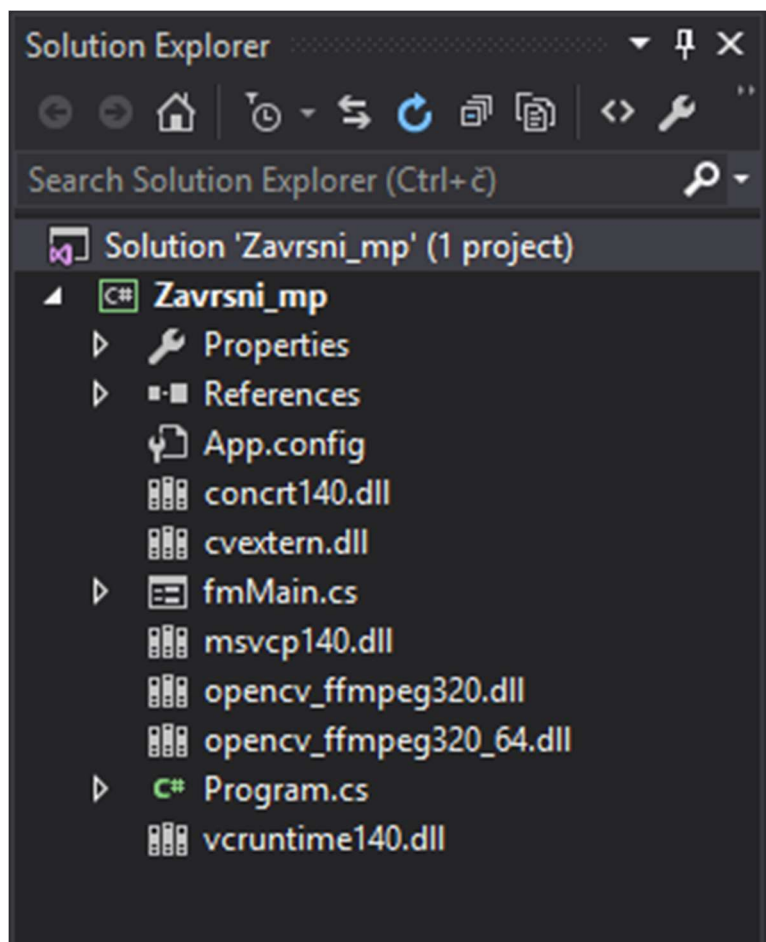 Solution Explorer
Search Solution Explorer (Ctrl+č)
Solution 'Zavrsni_mp' (1 project)
C# Zavrsni_mp
Properties
References
App.config
concrt140.dll
cvextern.dll
fmMain.cs
msvcp140.dll
opencv_ffmpeg320.dll
opencv_ffmpeg320_64.dll
C# Program.cs
vcruntime140.dll